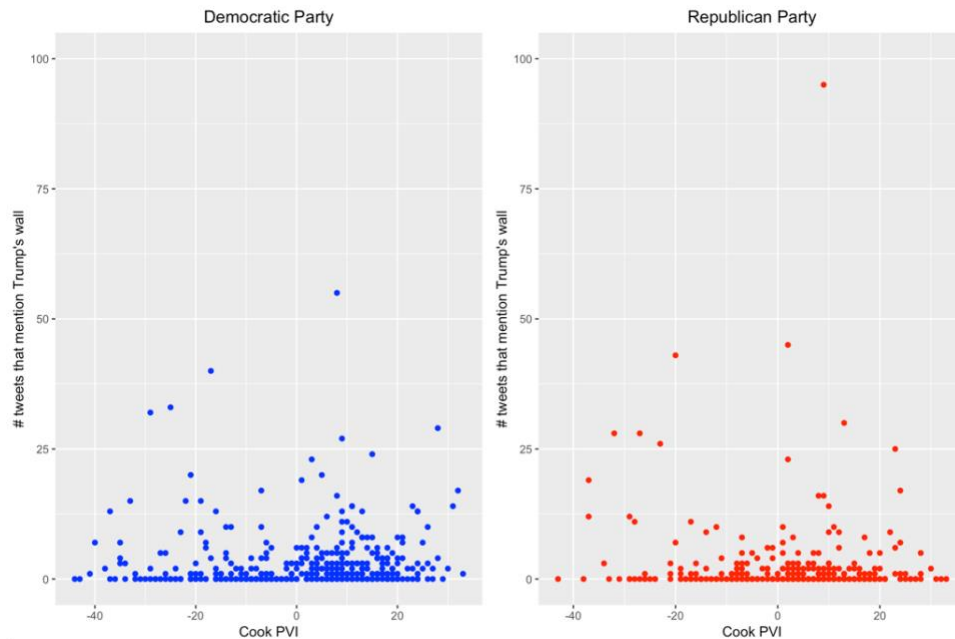 Democratic Party
100
75
50
25
0
# tweets that mention Trump's wall
-40 -20 0 20
Cook PVI
Republican Party
100
75
50
25
0
# tweets that mention Trump's wall
-40 -20 0 20
Cook PVI